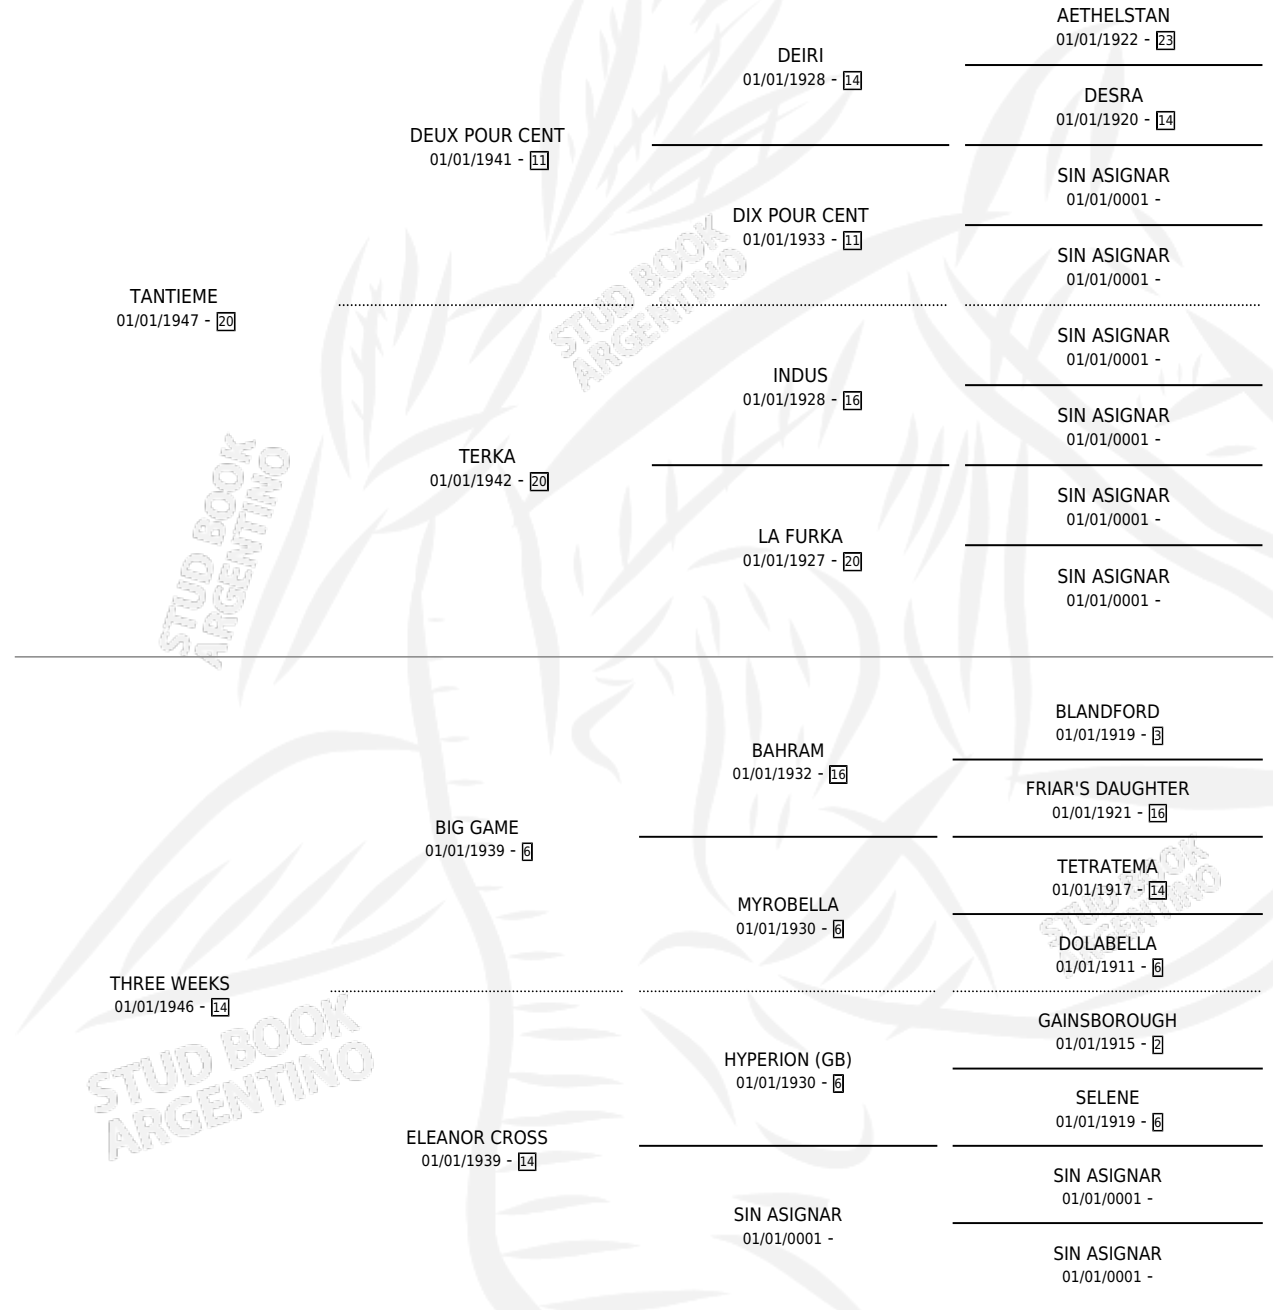 AETHELSTAN
01/01/1922 - 23
DEIRI
01/01/1928 - 14
DESRA
01/01/1920 - 14
DEUX POUR CENT
01/01/1941 - 11
SIN ASIGNAR
01/01/0001 -
DIX POUR CENT
01/01/1933 - 11
SIN ASIGNAR
01/01/0001 -
TANTIEME
01/01/1947 - 20
STUD BOOK
ARGENTINO
SIN ASIGNAR
01/01/0001 -
INDUS
01/01/1928 - 16
SIN ASIGNAR
01/01/0001 -
TERKA
01/01/1942 - 20
SIN ASIGNAR
01/01/0001 -
LA FURKA
01/01/1927 - 20
SIN ASIGNAR
01/01/0001 -
STUD BOOK
ARGENTINO
BLANDFORD
01/01/1919 - 3
BAHRAM
01/01/1932 - 16
FRIAR'S DAUGHTER
01/01/1921 - 16
BIG GAME
01/01/1939 - 6
TETRATEMA
01/01/1917 - 14
MYROBELLA
01/01/1930 - 6
STUD BOOK
ARGENTINO
DOLABELLA
01/01/1911 - 6
THREE WEEKS
01/01/1946 - 14
GAINSBOROUGH
01/01/1915 - 2
HYPERION (GB)
01/01/1930 - 6
STUD BOOK
ARGENTINO
SELENE
01/01/1919 - 6
ELEANOR CROSS
01/01/1939 - 14
SIN ASIGNAR
01/01/0001 -
SIN ASIGNAR
01/01/0001 -
SIN ASIGNAR
01/01/0001 -